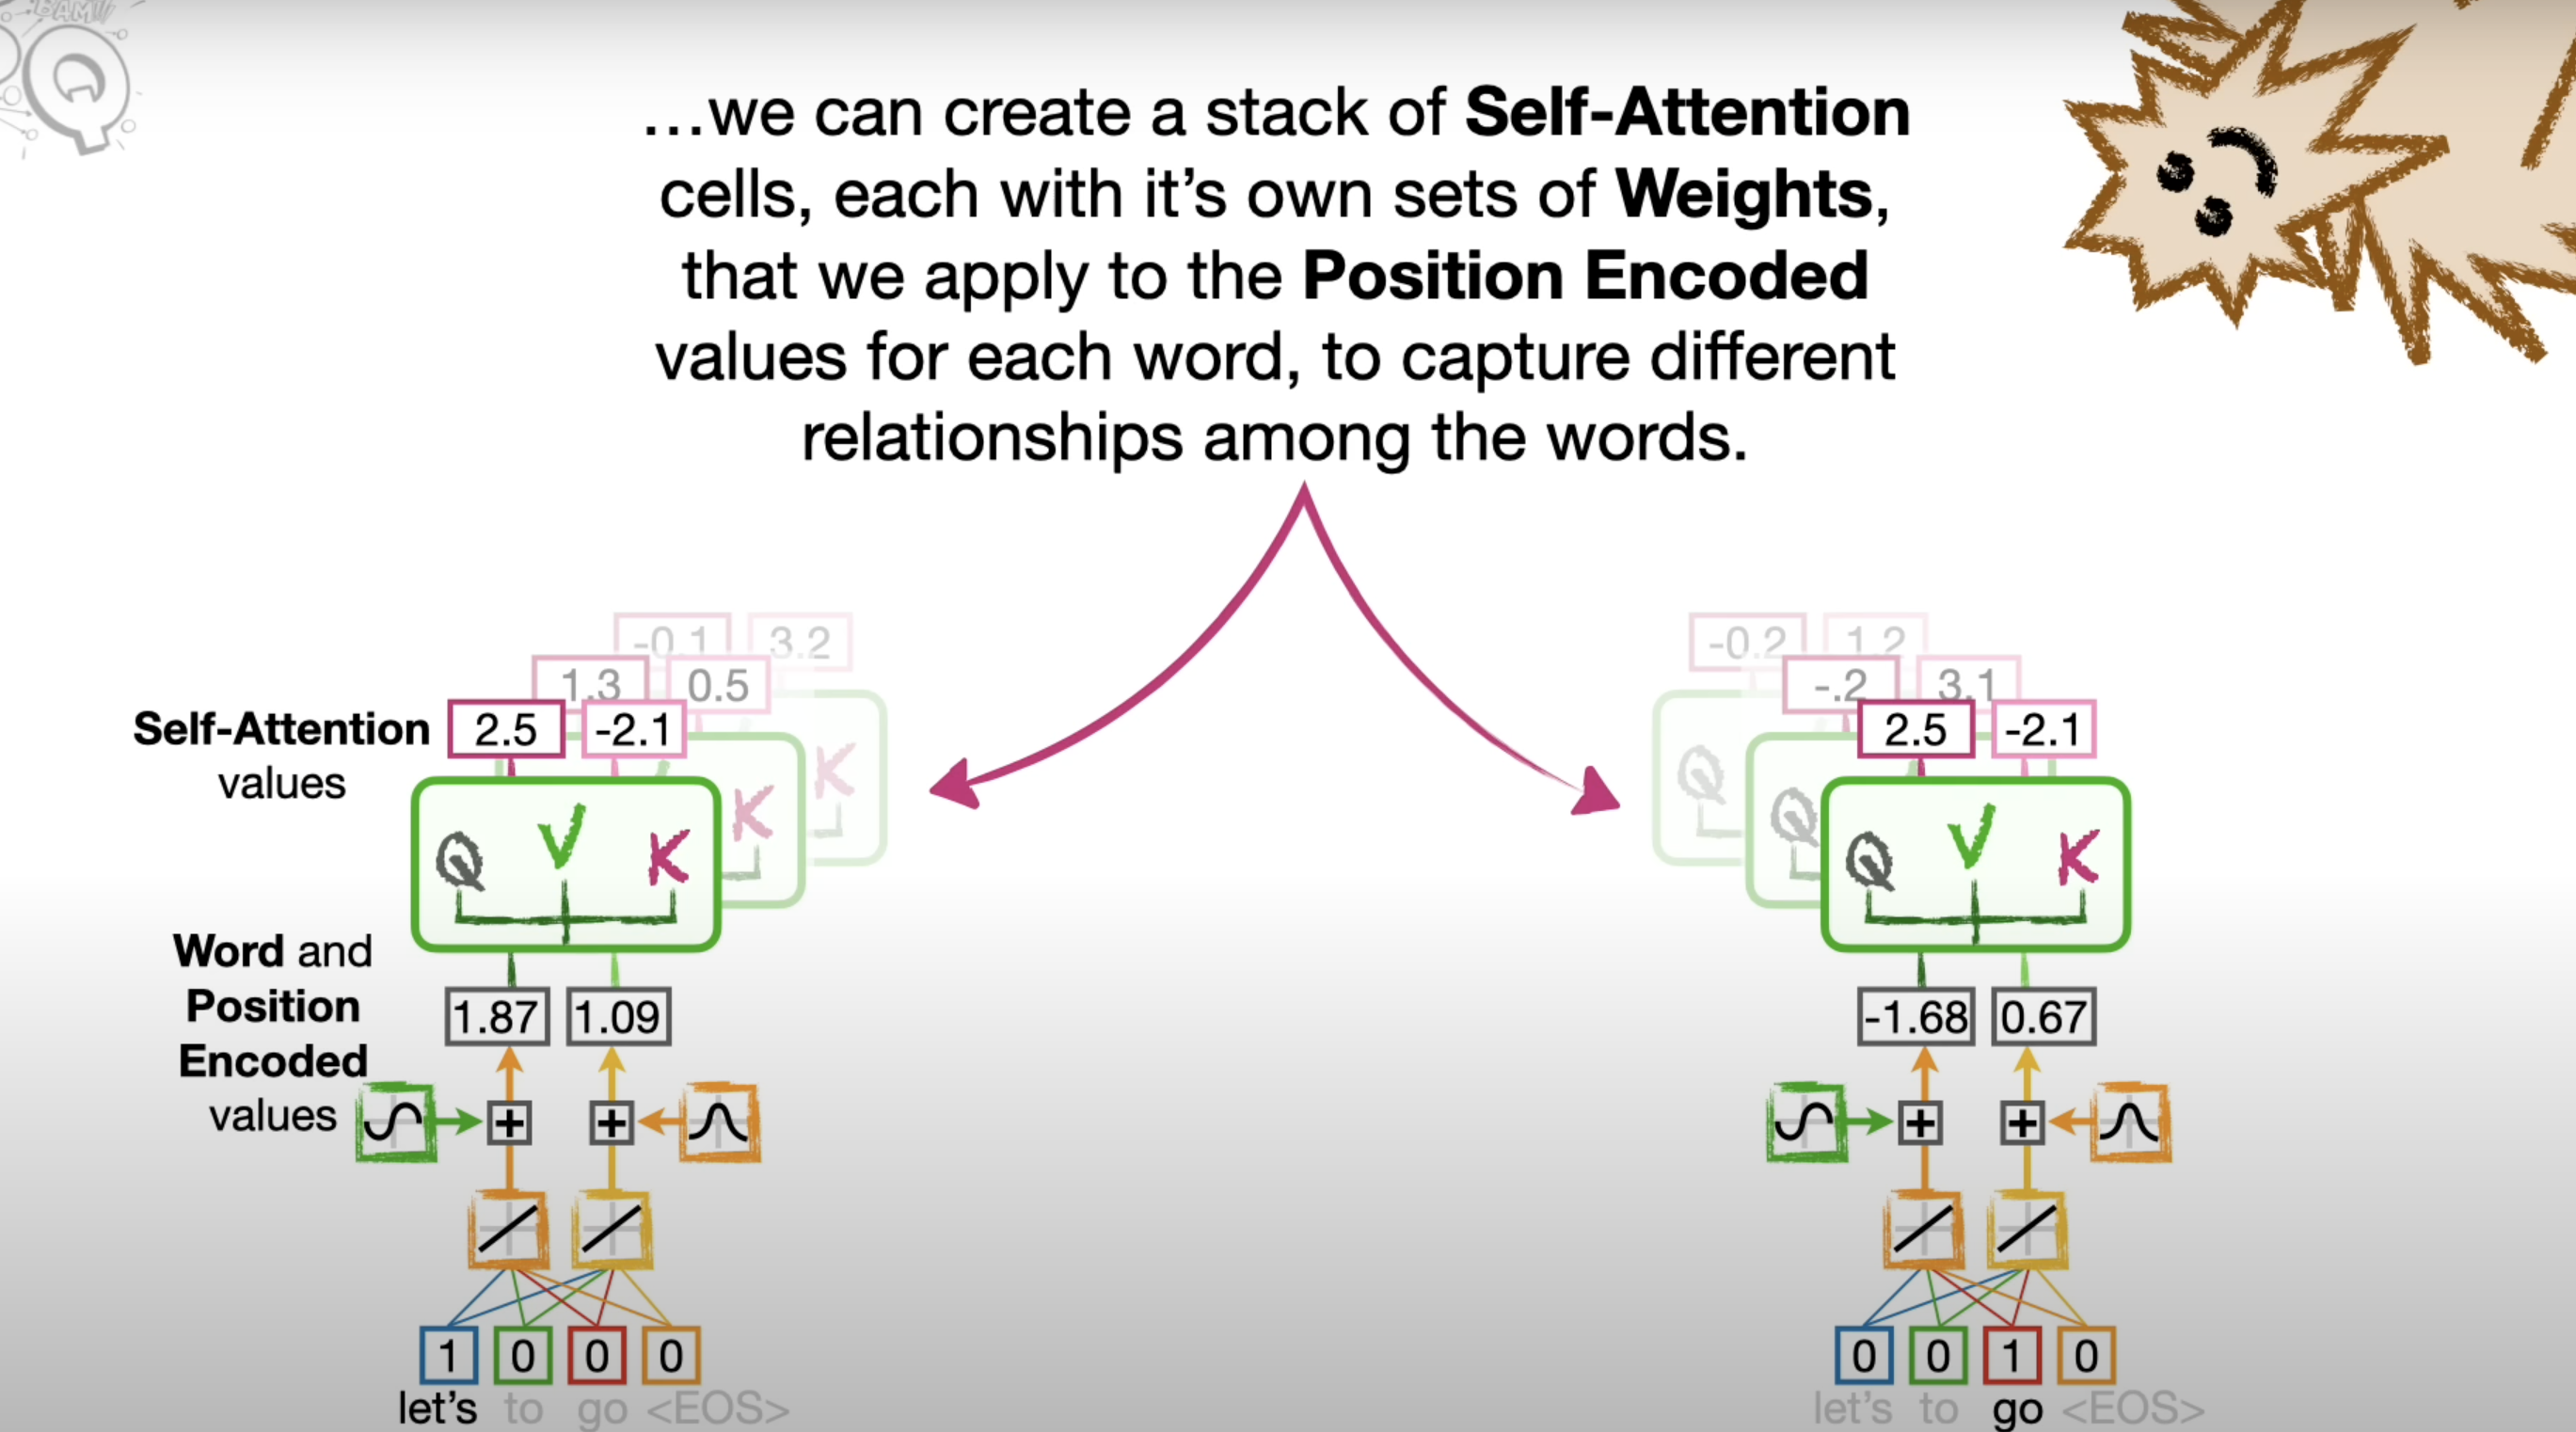 BAM!!
…we can create a stack of Self-Attention
cells, each with it’s own sets of Weights,
that we apply to the Position Encoded
values for each word, to capture different
relationships among the words.
-0.1 3.2
1.3 0.5
Self-Attention
values
2.5 -2.1
Q V K
K
K
Word and
Position
Encoded
values
1.87 1.09
+ +
1 0 0 0
let’s to go <EOS>
-0.2 1.2
-.2 3.1
2.5 -2.1
Q
Q
Q V K
-1.68 0.67
+ +
0 0 1 0
let’s to go <EOS>